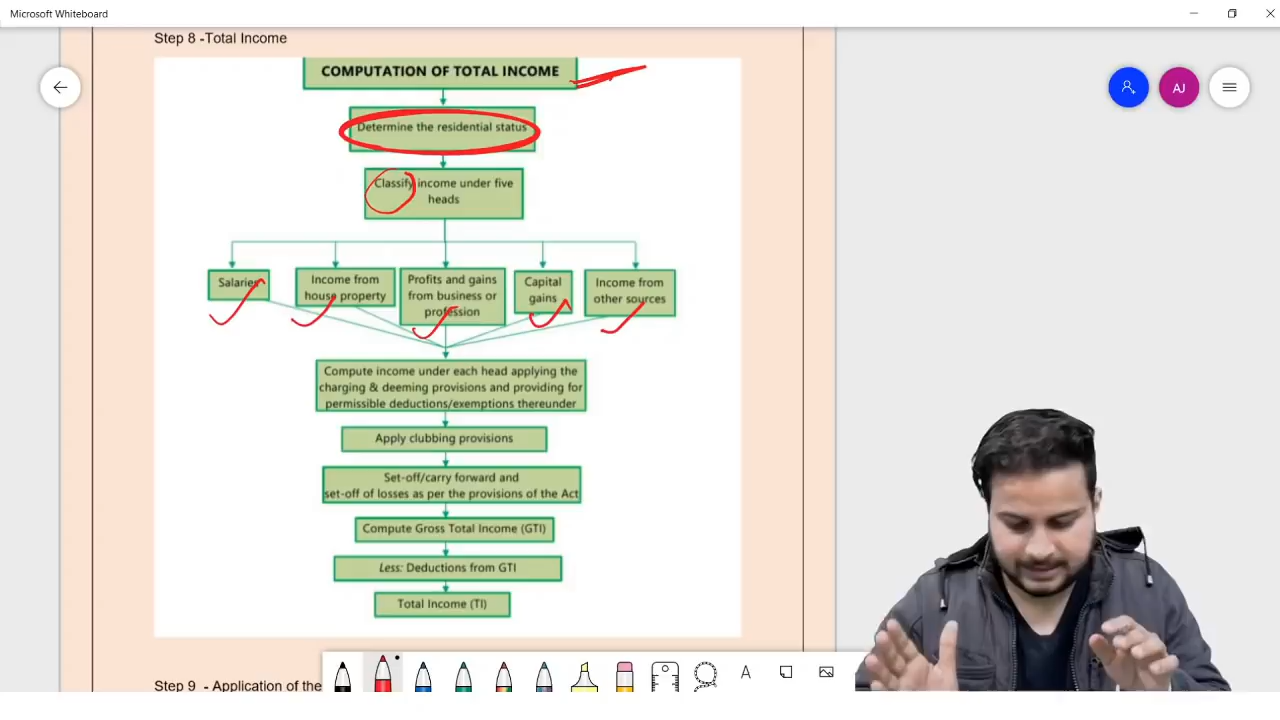 Microsoft Whiteboard
Step 8 -Total Income
COMPUTATION OF TOTAL INCOME
AJ
Determine the residential status
Classify income under five
heads
Salaries
Income from
house property
Profits and gains
from business or
profession
Capital
gains
Income from
other sources
Compute income under each head applying the
charging & deeming provisions and providing for
permissible deductions/exemptions thereunder
Apply clubbing provisions
Set-off/carry forward and
set-off of losses as per the provisions of the Act
Compute Gross Total Income (GTI)
Less: Deductions from GTI
Total Income (TI)
Step 9 - Application of the
A